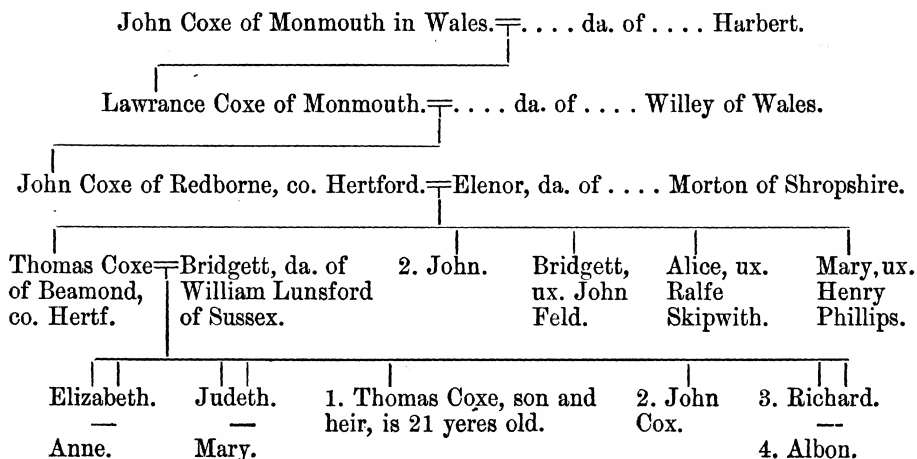 John Coxe of Monmouth in Wales.=. . . . da. of . . . . Harbert.
Lawrance Coxe of Monmouth.=. . . . da. of . . . . Willey of Wales.
John Coxe of Redborne, co. Hertford.=Elenor, da. of . . . . Morton of Shropshire.
Thomas Coxe=Bridgett, da. of
of Beamond, William Lunsford
co. Hertf. of Sussex.
2. John.
Bridgett,
ux. John
Feld.
Alice, ux.
Ralfe
Skipwith.
Mary, ux.
Henry
Phillips.
Elizabeth.
—
Anne.
Judeth.
—
Mary.
1. Thomas Coxe, son and
heir, is 21 yeres old.
2. John
Cox.
3. Richard.
—
4. Albon.